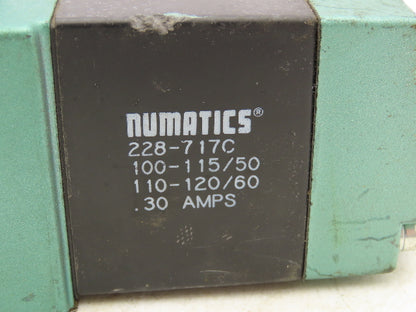 numatics®
228-717C
100-115/50
110-120/60
.30 AMPS